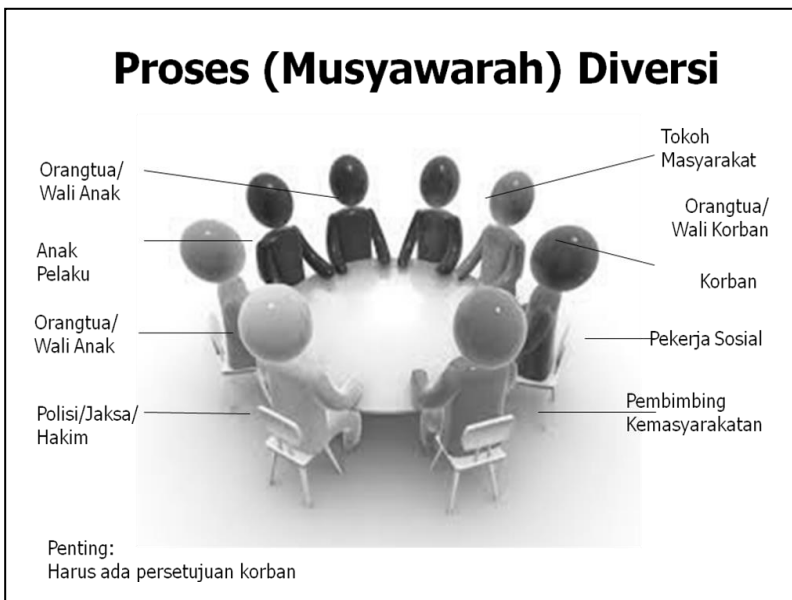 Proses (Musyawarah) Diversi
Orangtua/
Wali Anak
Anak
Pelaku
Orangtua/
Wali Anak
Polisi/Jaksa/
Hakim
Tokoh
Masyarakat
Orangtua/
Wali Korban
Korban
Pekerja Sosial
Pembimbing
Kemasyarakatan
Penting:
Harus ada persetujuan korban